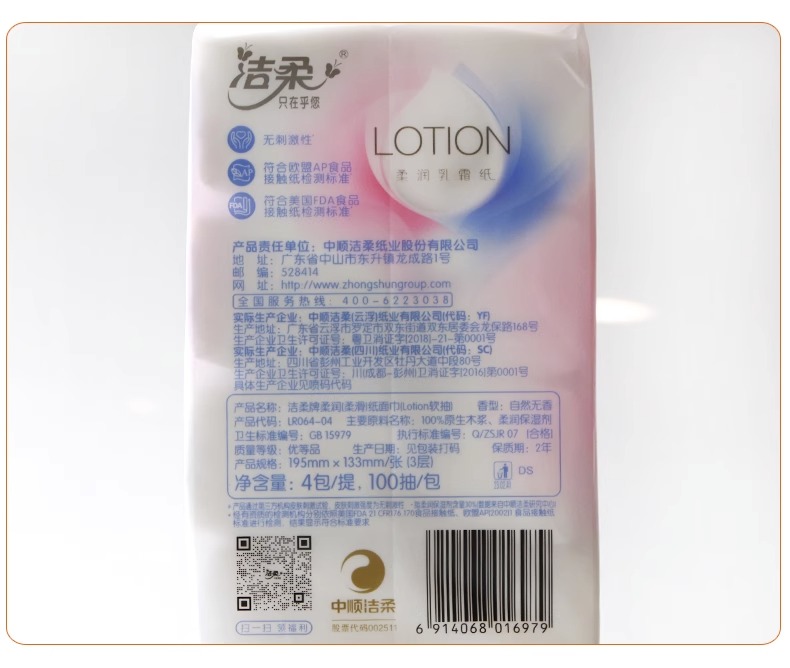 洁柔®
只在乎您
LOTION
柔润乳霜纸
无刺激性*
符合欧盟AP食品
接触纸检测标准*
符合美国FDA食品
接触纸检测标准*
产品责任单位：中顺洁柔纸业股份有限公司
地　址：广东省中山市东升镇龙成路1号
邮　编：528414
网　址：http://www.zhongshungroup.com
全国服务热线：400-6223038
实际生产企业：中顺洁柔(云浮)纸业有限公司(代码：YF)
生产地址：广东省云浮市罗定市双东街道双东居委会龙保路168号
生产企业卫生许可证号：粤卫消证字[2018]-21-第0001号
实际生产企业：中顺洁柔(四川)纸业有限公司(代码：SC)
生产地址：四川省彭州工业开发区牡丹大道中段80号
生产企业卫生许可证号：川(成都-彭州)卫消证字[2016]第0001号
具体生产企业见喷码代码
产品名称：洁柔牌柔润(柔滑)纸面巾(Lotion软抽)　香型：自然无香
产品代码：LR064-04　主要原料名称：100%原生木浆、柔润保湿剂
卫生标准编号：GB 15979　执行标准编号：Q/ZSJR 07　[合格]
质量等级：优等品　生产日期：见包装打码　保质期：2年
产品规格：195mm×133mm/张 (3层)
DS
净含量：4包/提，100抽/包
扫一扫 领福利
中顺洁柔
股票代码002511
6 914068 016979